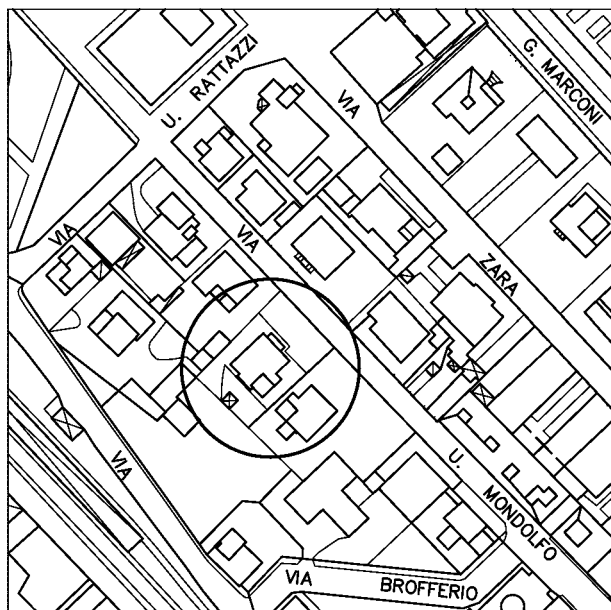 G. MARCONI
U. RATTAZZI
VIA
VIA
VIA
ZARA
VIA
U. MONDOLFO
VIA BROFFERIO